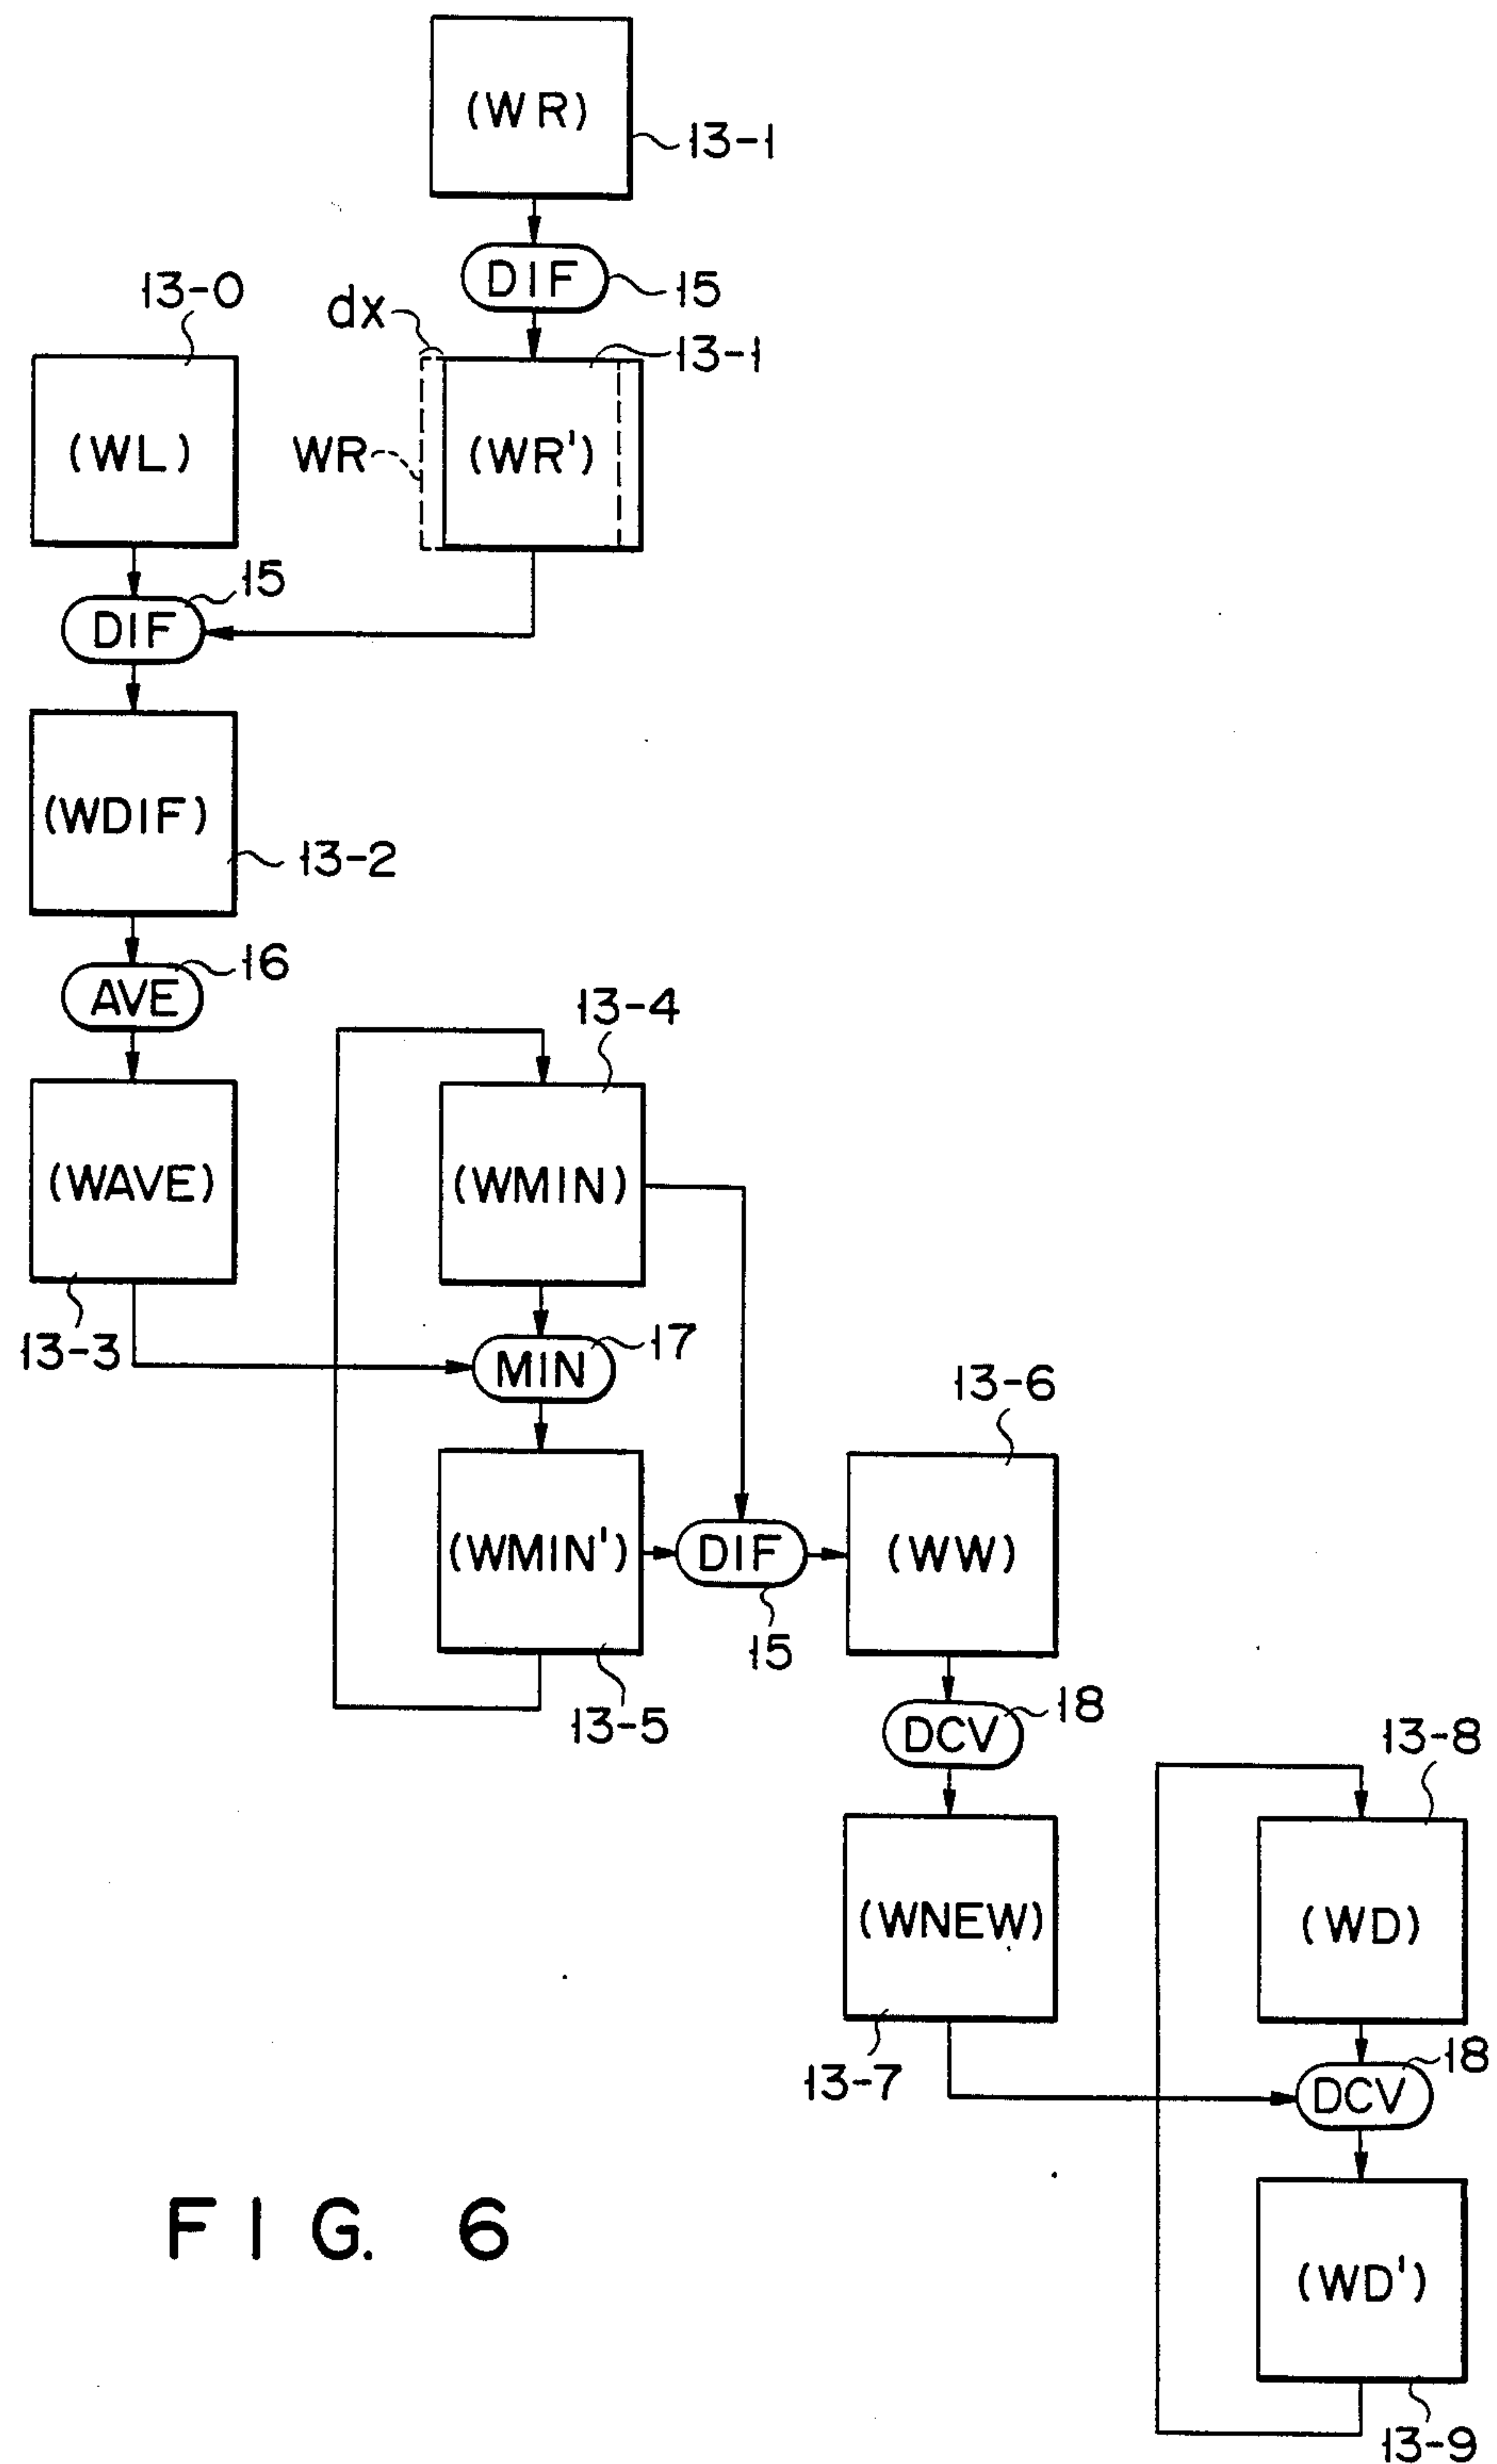 (WR)
13-1
DIF
15
13-0
dx
13-1
(WL)
WR
(WR')
15
DIF
(WDIF)
13-2
16
AVE
13-4
(WAVE)
(WMIN)
13-3
17
MIN
13-6
(WMIN')
DIF
(WW)
15
13-5
18
DCV
13-8
(WNEW)
(WD)
13-7
18
DCV
(WD')
13-9
FIG. 6